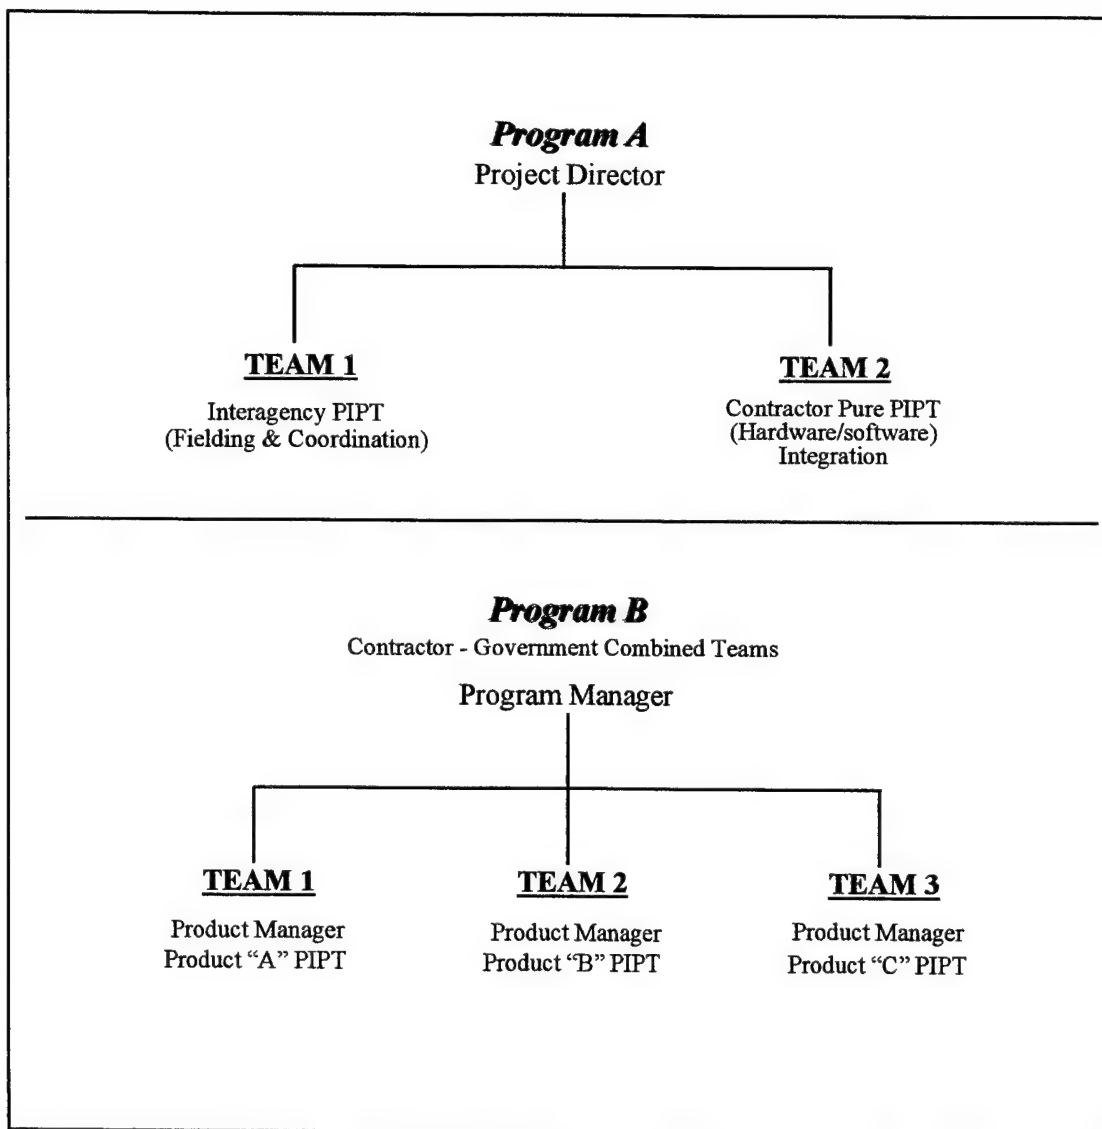 Program A
Project Director
TEAM 1
Interagency PIPT
(Fielding & Coordination)
TEAM 2
Contractor Pure PIPT
(Hardware/software)
Integration
Program B
Contractor - Government Combined Teams
Program Manager
TEAM 1
Product Manager
Product “A” PIPT
TEAM 2
Product Manager
Product “B” PIPT
TEAM 3
Product Manager
Product “C” PIPT